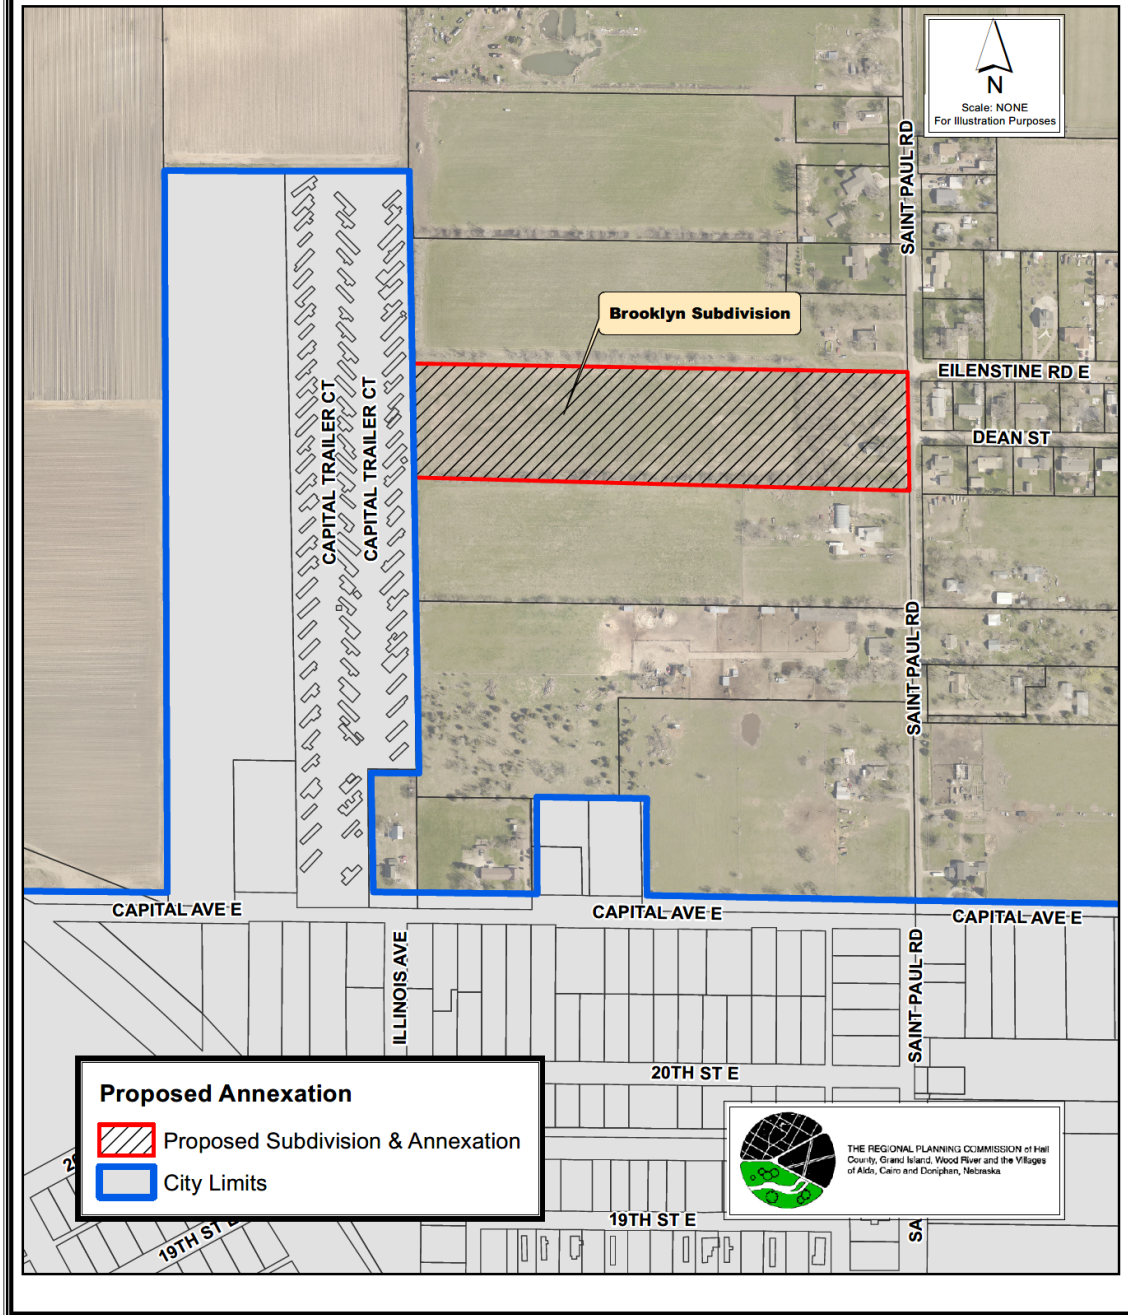 N
Scale: NONE
For Illustration Purposes
SAINT PAUL RD
Brooklyn Subdivision
EILENSTINE RD E
DEAN ST
CAPITAL TRAILER CT
CAPITAL TRAILER CT
SAINT PAUL RD
CAPITAL AVE E
CAPITAL AVE E
CAPITAL AVE E
ILLINOIS AVE
SAINT PAUL RD
20TH ST E
Proposed Annexation
Proposed Subdivision & Annexation
City Limits
THE REGIONAL PLANNING COMMISSION of Hall
County, Grand Island, Wood River and the Villages
of Alda, Cairo and Doniphan, Nebraska
20
19TH ST E
19TH ST E
SA